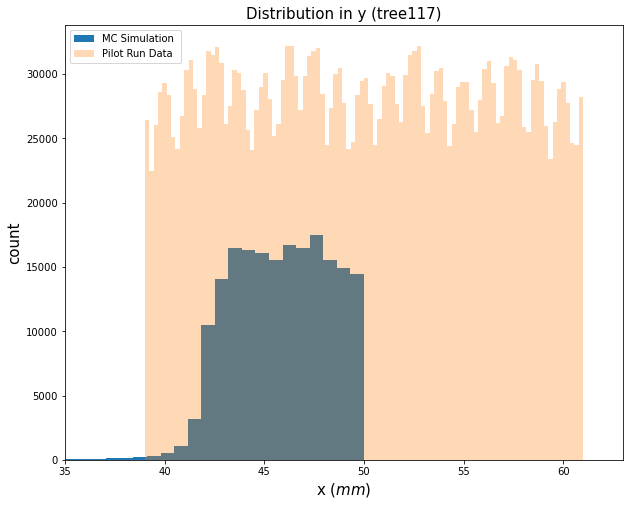 Distribution in y (tree117)
MC Simulation
Pilot Run Data
count
30000
25000
20000
15000
10000
5000
0
35 40 45 50 55 60
x (mm)